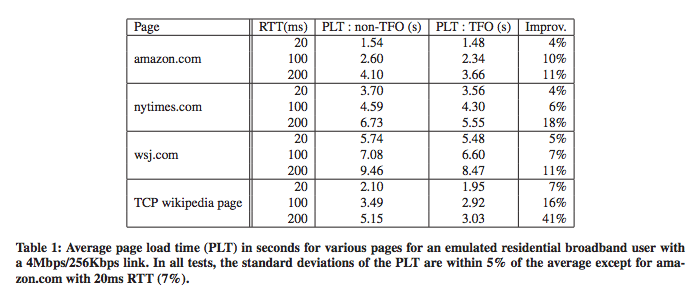 Page RTT(ms) PLT : non-TFO (s) PLT : TFO (s) Improv.
amazon.com 20 1.54 1.48 4%
100 2.60 2.34 10%
200 4.10 3.66 11%
nytimes.com 20 3.70 3.56 4%
100 4.59 4.30 6%
200 6.73 5.55 18%
wsj.com 20 5.74 5.48 5%
100 7.08 6.60 7%
200 9.46 8.47 11%
TCP wikipedia page 20 2.10 1.95 7%
100 3.49 2.92 16%
200 5.15 3.03 41%
Table 1: Average page load time (PLT) in seconds for various pages for an emulated residential broadband user with
a 4Mbps/256Kbps link. In all tests, the standard deviations of the PLT are within 5% of the average except for ama-
zon.com with 20ms RTT (7%).